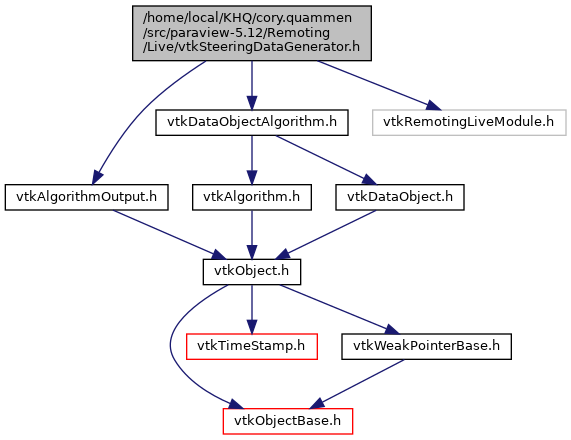 /home/local/KHQ/cory.quammen
/src/paraview-5.12/Remoting
/Live/vtkSteeringDataGenerator.h
vtkDataObjectAlgorithm.h
vtkRemotingLiveModule.h
vtkAlgorithmOutput.h
vtkAlgorithm.h
vtkDataObject.h
vtkObject.h
vtkTimeStamp.h
vtkWeakPointerBase.h
vtkObjectBase.h